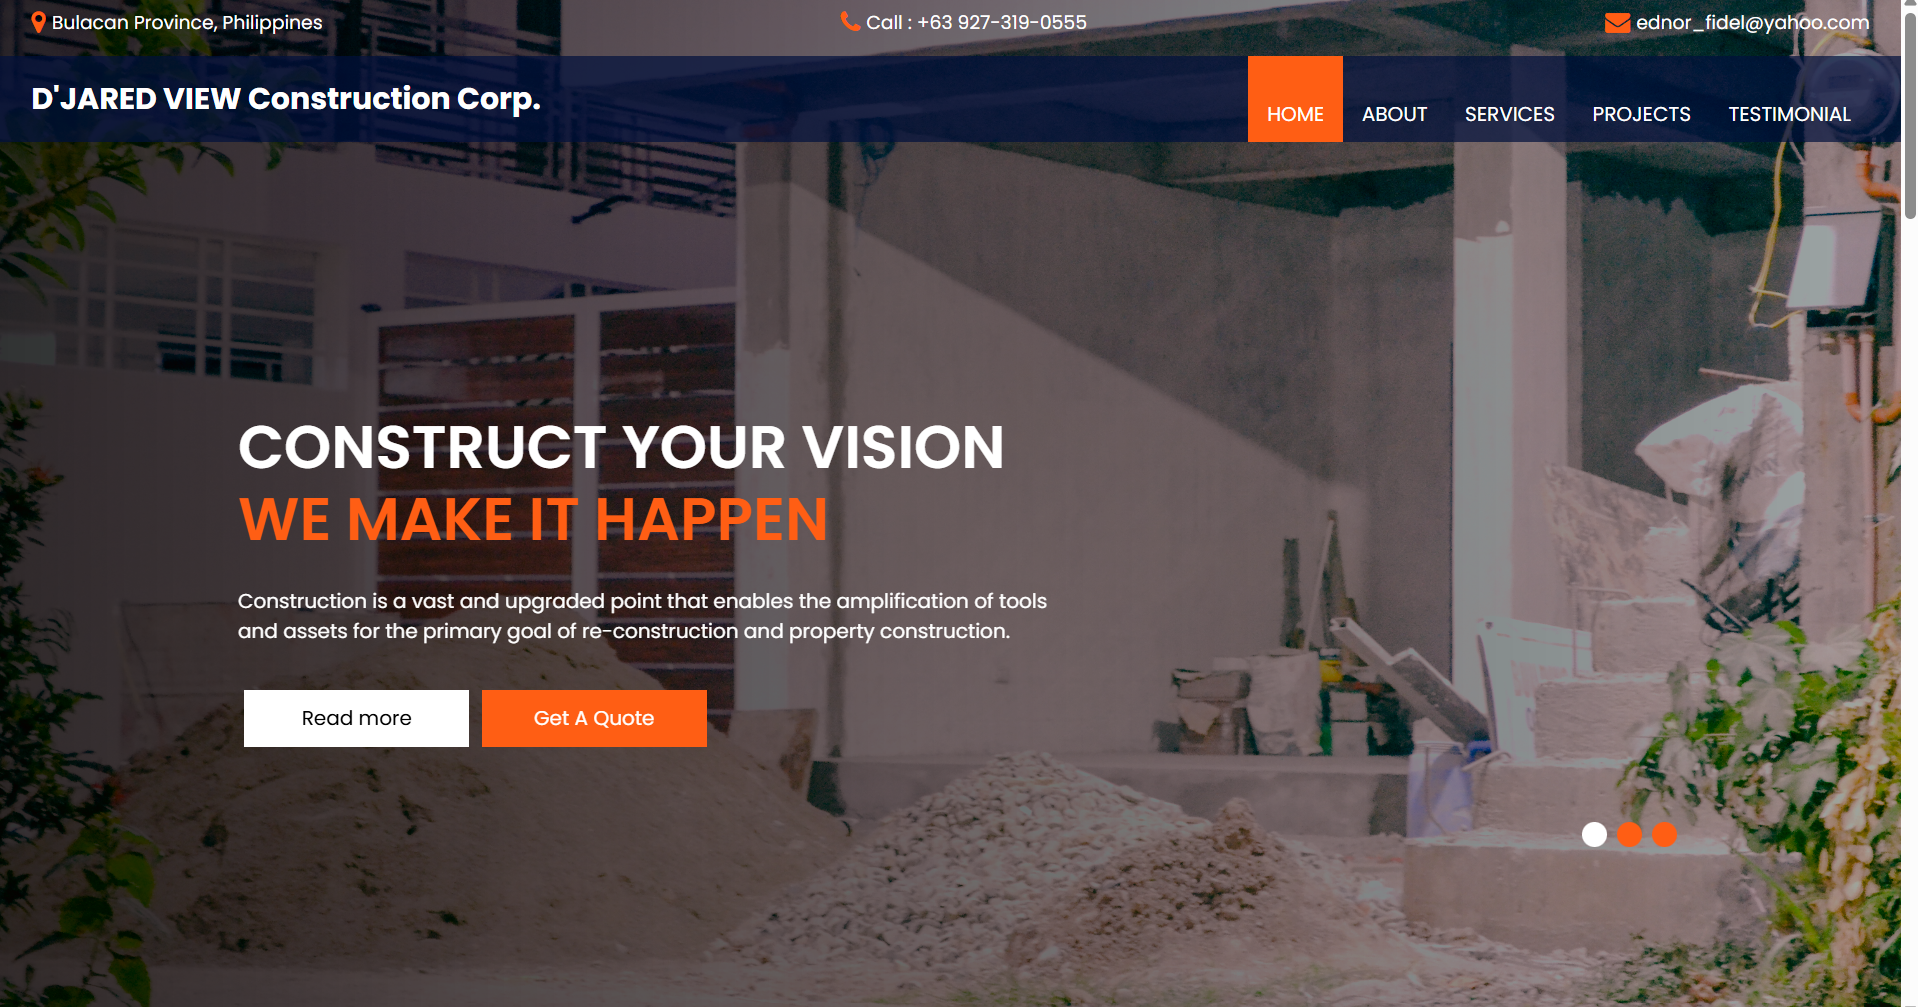 Bulacan Province, Philippines
Call : +63 927-319-0555
ednor_fidel@yahoo.com
D'JARED VIEW Construction Corp.
HOME
ABOUT
SERVICES
PROJECTS
TESTIMONIAL
CONSTRUCT YOUR VISION
WE MAKE IT HAPPEN
Construction is a vast and upgraded point that enables the amplification of tools
and assets for the primary goal of re-construction and property construction.
Read more
Get A Quote